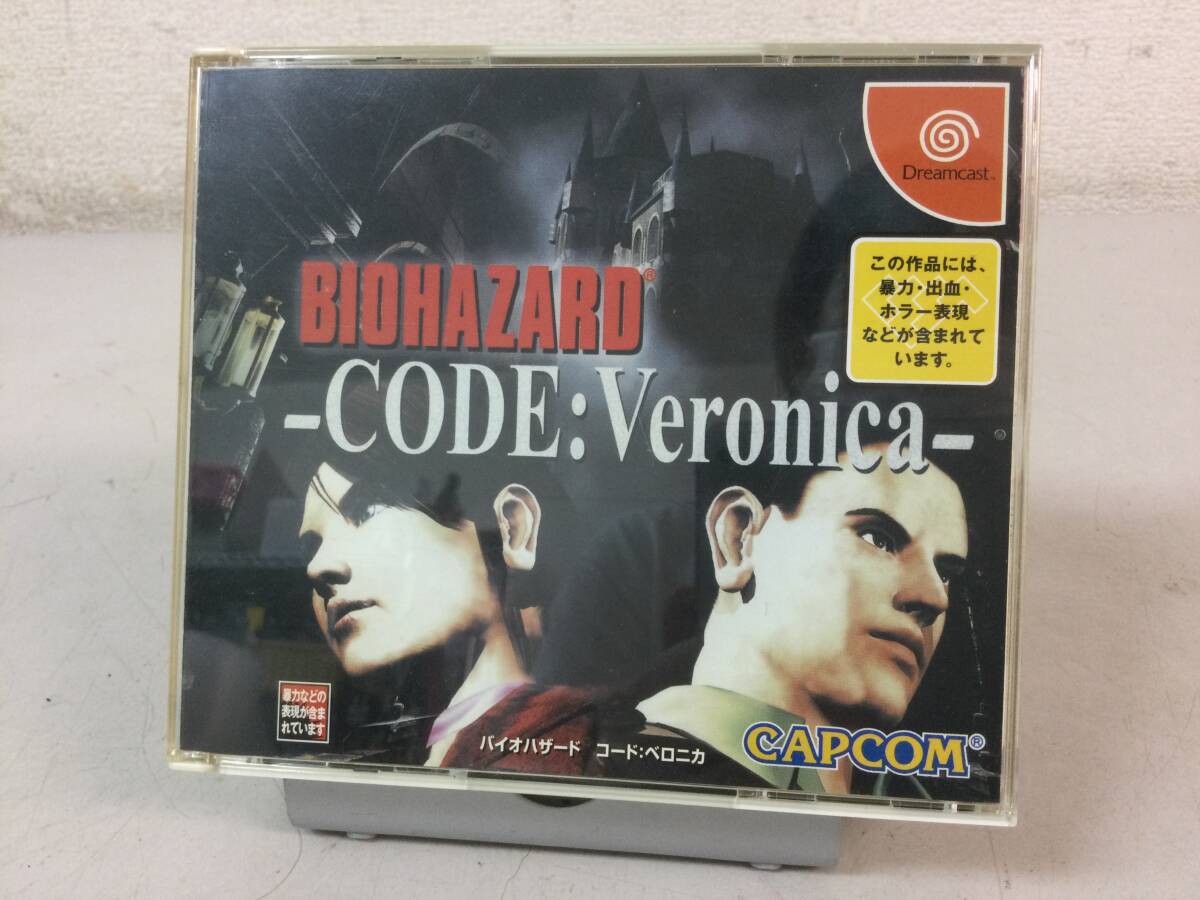 Dreamcast™
この作品には、
暴力・出血・
ホラー表現
などが含まれて
います。
BIOHAZARD®
-CODE:Veronica-
暴力などの
表現が含ま
れています
バイオハザード コード:ベロニカ
CAPCOM®